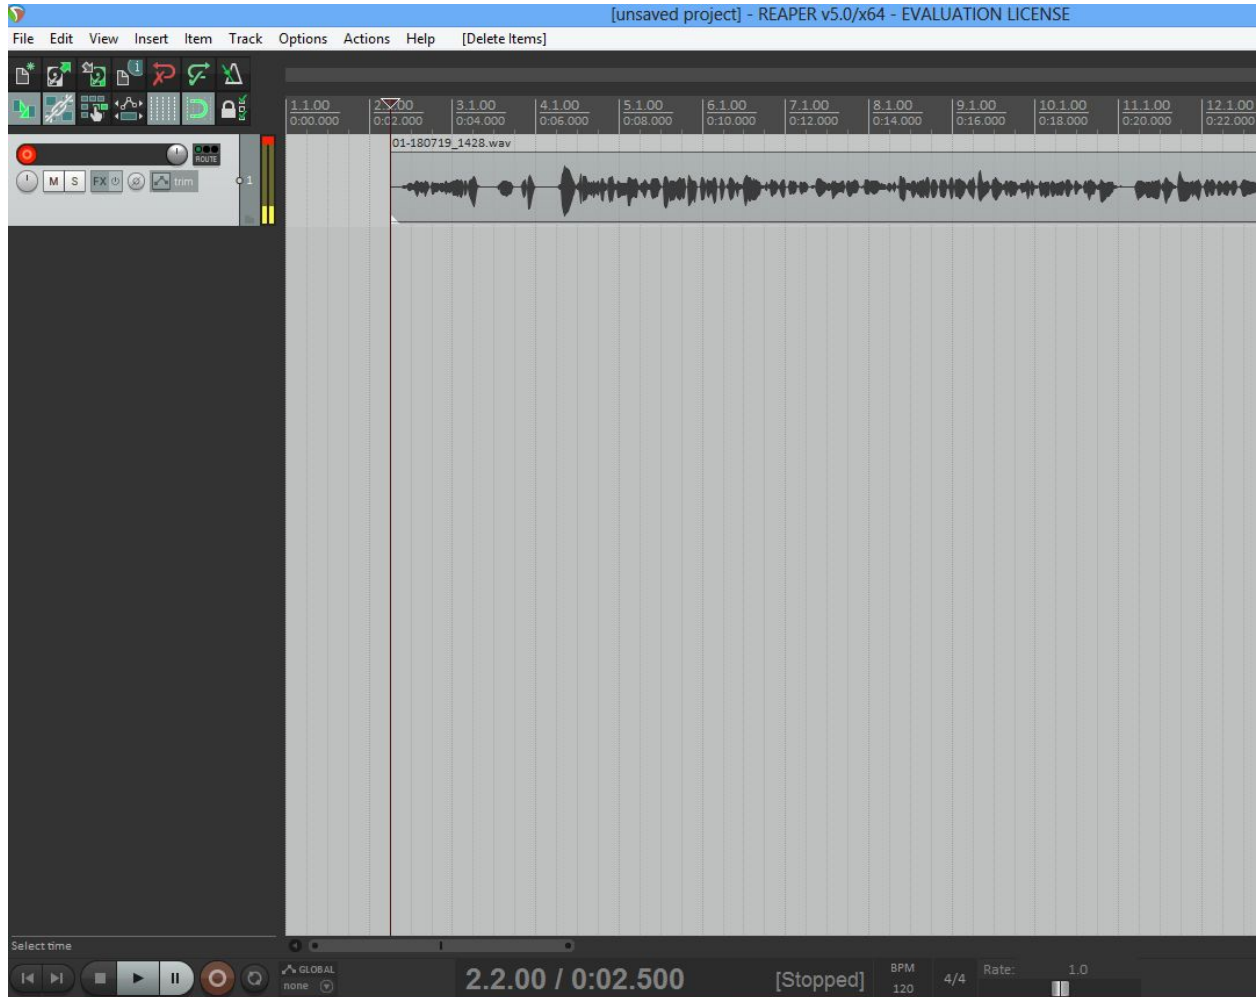 [unsaved project] - REAPER v5.0/x64 - EVALUATION LICENSE
File Edit View Insert Item Track Options Actions Help [Delete Items]
1.1.00 2.1.00 3.1.00 4.1.00 5.1.00 6.1.00 7.1.00 8.1.00 9.1.00 10.1.00 11.1.00 12.1.00
0:00.000 0:02.000 0:04.000 0:06.000 0:08.000 0:10.000 0:12.000 0:14.000 0:16.000 0:18.000 0:20.000 0:22.000
01-180719_1428.wav
ROUTE
M S FX trim 1
Select time
GLOBAL
none
2.2.00 / 0:02.500
[Stopped]
BPM
120
4/4
Rate: 1.0